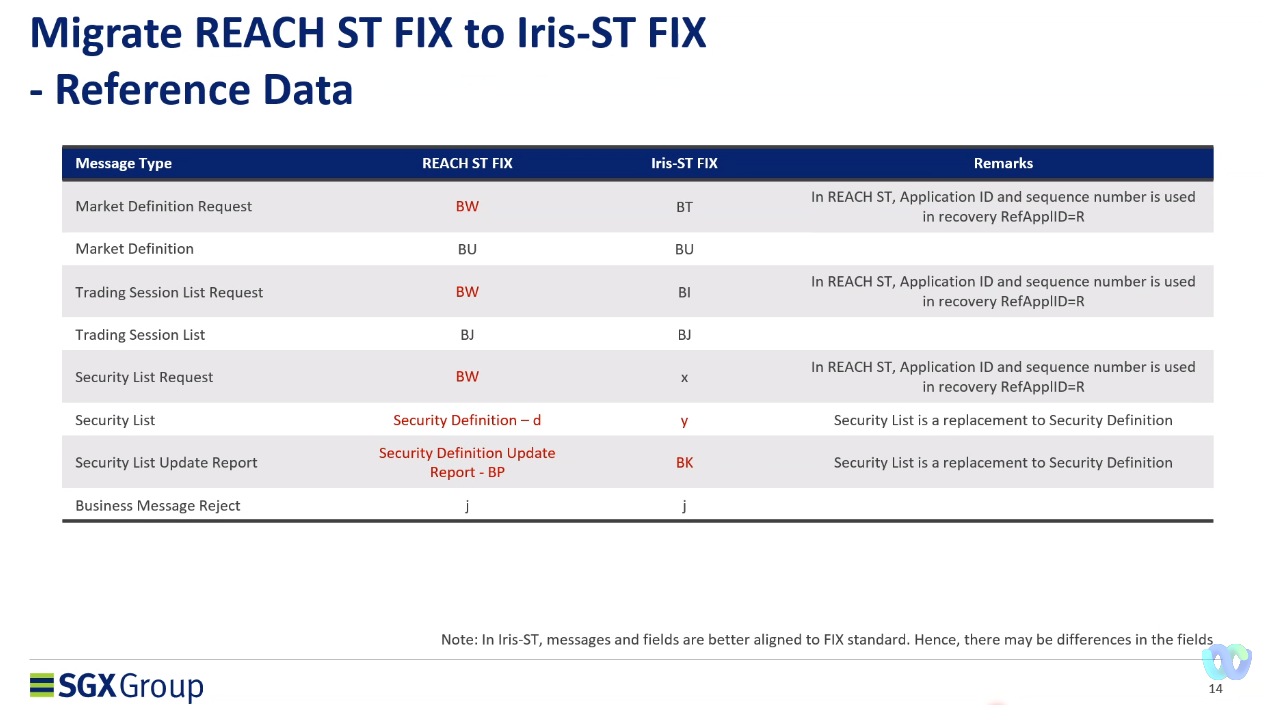 Migrate REACH ST FIX to Iris-ST FIX
- Reference Data
Message Type REACH ST FIX Iris-ST FIX Remarks
Market Definition Request BW BT In REACH ST, Application ID and sequence number is used
in recovery RefApplID=R
Market Definition BU BU
Trading Session List Request BW BI In REACH ST, Application ID and sequence number is used
in recovery RefApplID=R
Trading Session List BJ BJ
Security List Request BW x In REACH ST, Application ID and sequence number is used
in recovery RefApplID=R
Security List Security Definition – d y Security List is a replacement to Security Definition
Security List Update Report Security Definition Update
Report - BP BK Security List is a replacement to Security Definition
Business Message Reject j j
Note: In Iris-ST, messages and fields are better aligned to FIX standard. Hence, there may be differences in the fields
SGX Group
14